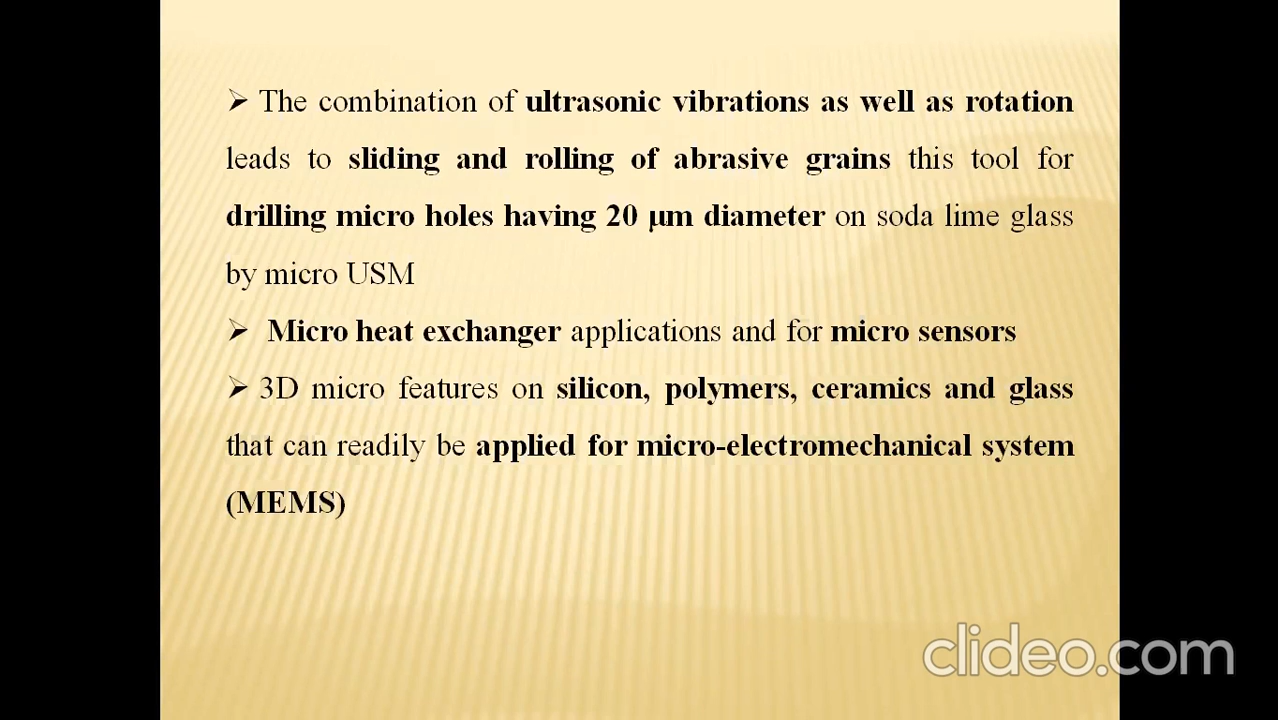 ➢ The combination of ultrasonic vibrations as well as rotation
leads to sliding and rolling of abrasive grains this tool for
drilling micro holes having 20 µm diameter on soda lime glass
by micro USM
➢ Micro heat exchanger applications and for micro sensors
➢ 3D micro features on silicon, polymers, ceramics and glass
that can readily be applied for micro-electromechanical system
(MEMS)
clideo.com